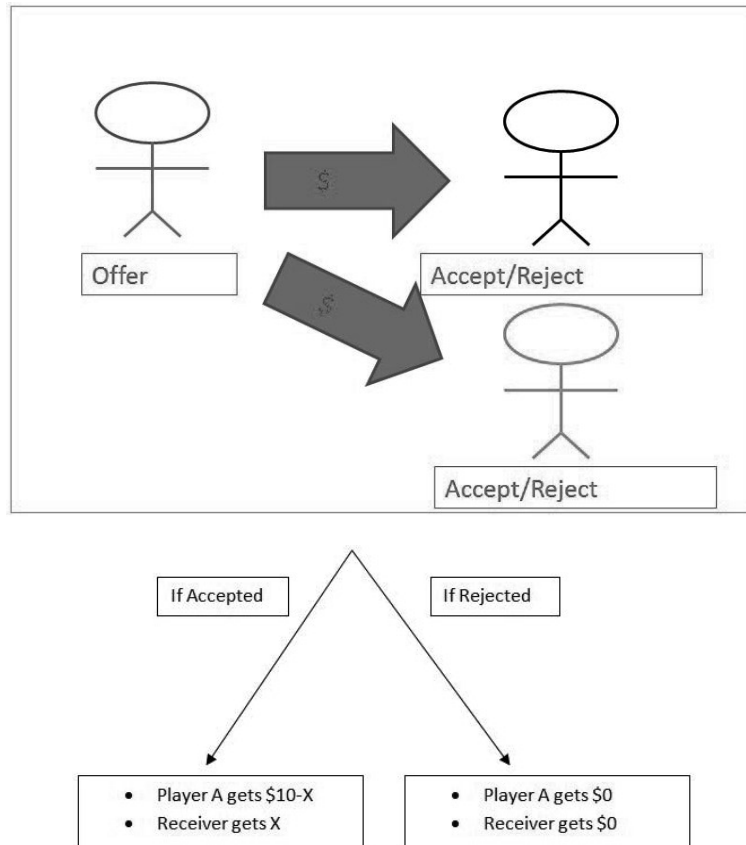 $
Offer
Accept/Reject
$
Accept/Reject
If Accepted
If Rejected
• Player A gets $10-X
• Receiver gets X
• Player A gets $0
• Receiver gets $0